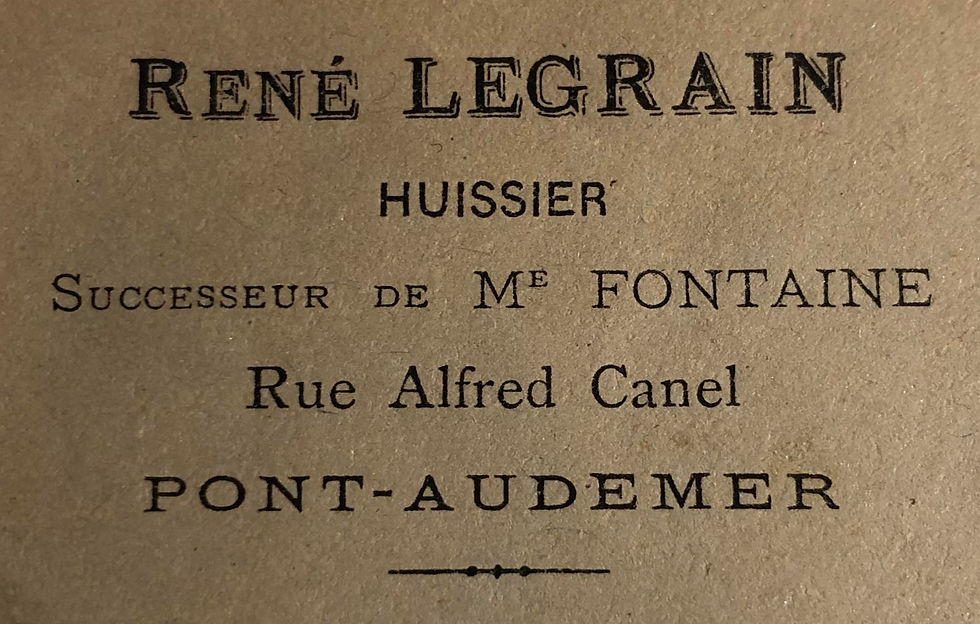 René LEGRAIN
HUISSIER
Successeur de Mᴱ FONTAINE
Rue Alfred Canel
PONT-AUDEMER